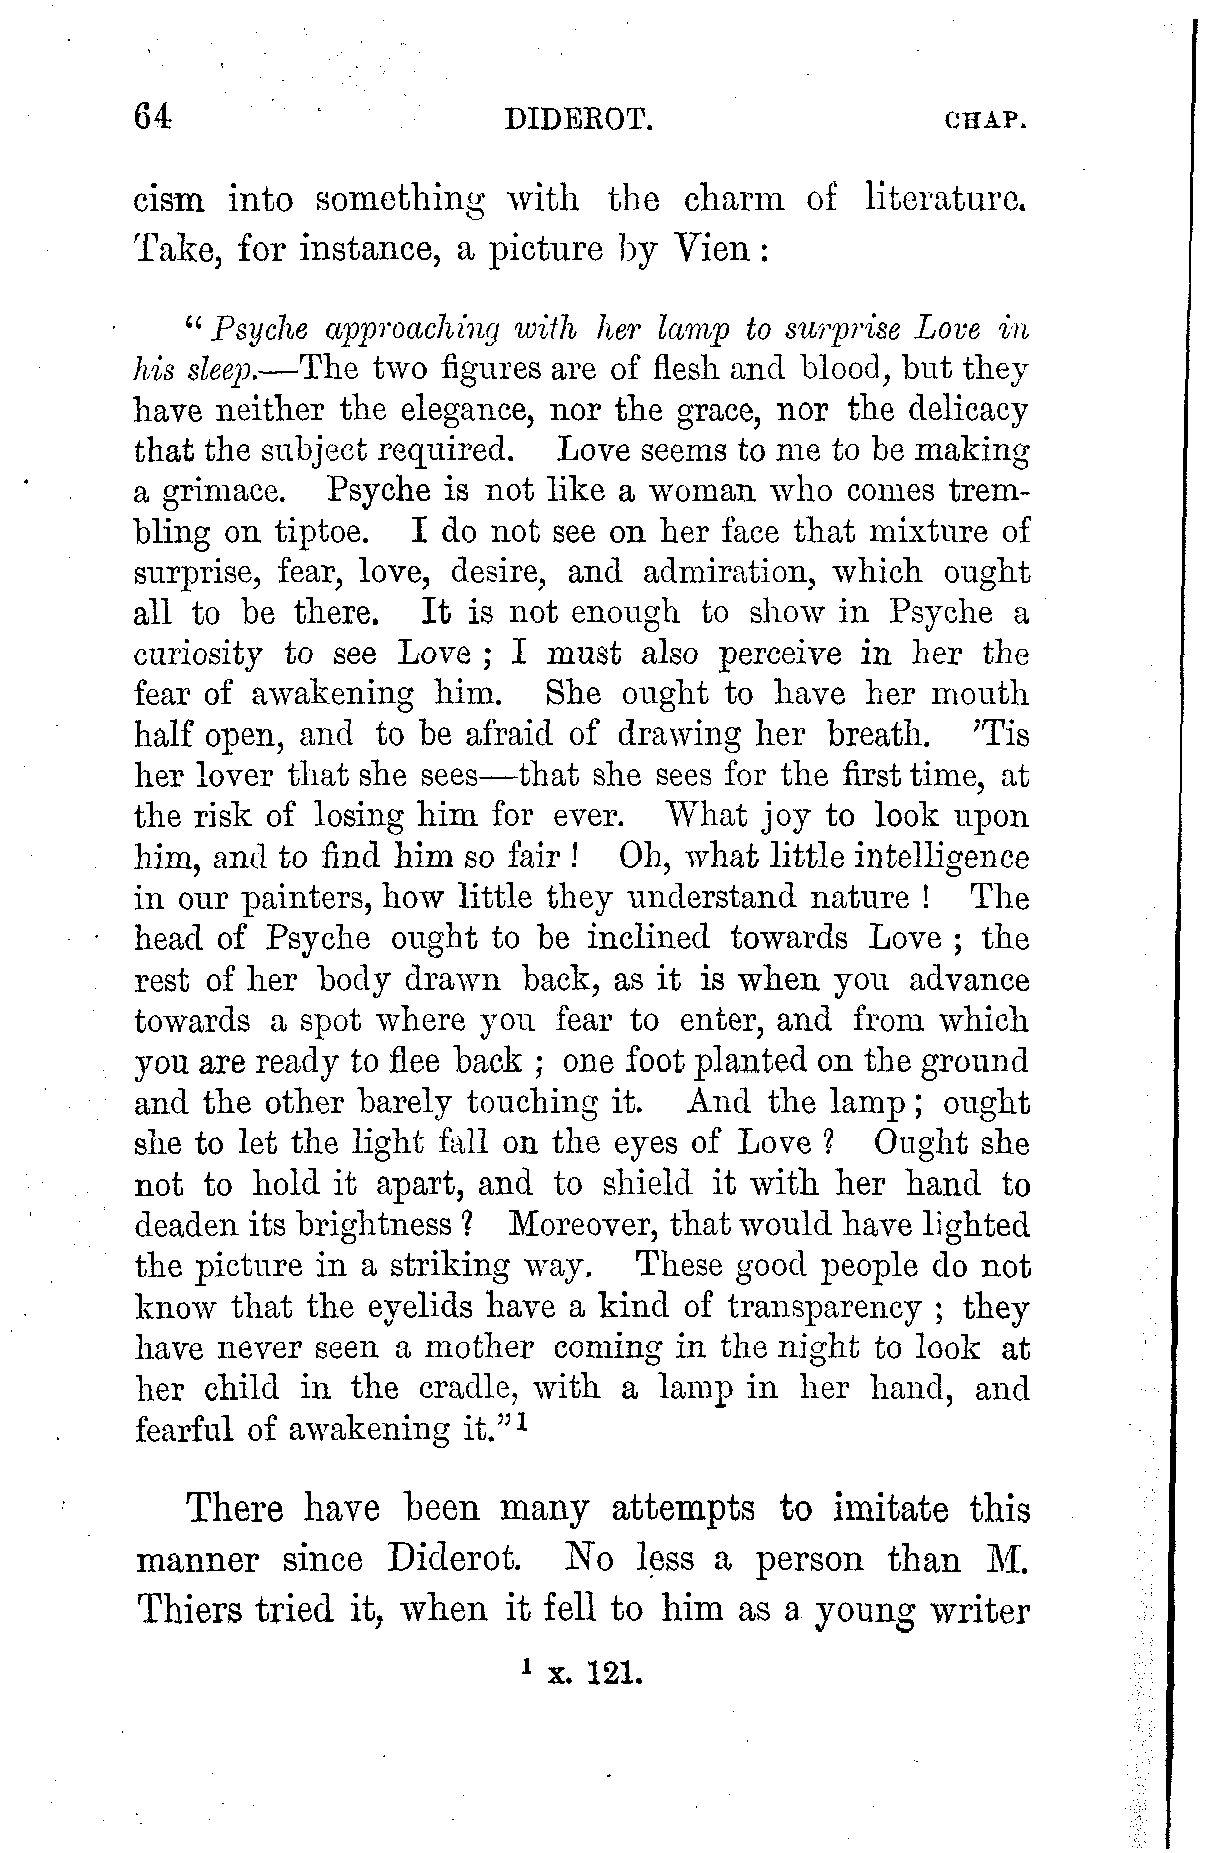 64 DIDEROT. CHAP.
cism into something with the charm of literature.
Take, for instance, a picture by Vien :
“ Psyche approaching with her lamp to surprise Love in
his sleep.—The two figures are of flesh and blood, but they
have neither the elegance, nor the grace, nor the delicacy
that the subject required. Love seems to me to be making
a grimace. Psyche is not like a woman who comes trem-
bling on tiptoe. I do not see on her face that mixture of
surprise, fear, love, desire, and admiration, which ought
all to be there. It is not enough to show in Psyche a
curiosity to see Love ; I must also perceive in her the
fear of awakening him. She ought to have her mouth
half open, and to be afraid of drawing her breath. ’Tis
her lover that she sees—that she sees for the first time, at
the risk of losing him for ever. What joy to look upon
him, and to find him so fair ! Oh, what little intelligence
in our painters, how little they understand nature ! The
head of Psyche ought to be inclined towards Love ; the
rest of her body drawn back, as it is when you advance
towards a spot where you fear to enter, and from which
you are ready to flee back ; one foot planted on the ground
and the other barely touching it. And the lamp ; ought
she to let the light fall on the eyes of Love ? Ought she
not to hold it apart, and to shield it with her hand to
deaden its brightness ? Moreover, that would have lighted
the picture in a striking way. These good people do not
know that the eyelids have a kind of transparency ; they
have never seen a mother coming in the night to look at
her child in the cradle, with a lamp in her hand, and
fearful of awakening it.” 1
There have been many attempts to imitate this
manner since Diderot. No less a person than M.
Thiers tried it, when it fell to him as a young writer
1 x. 121.